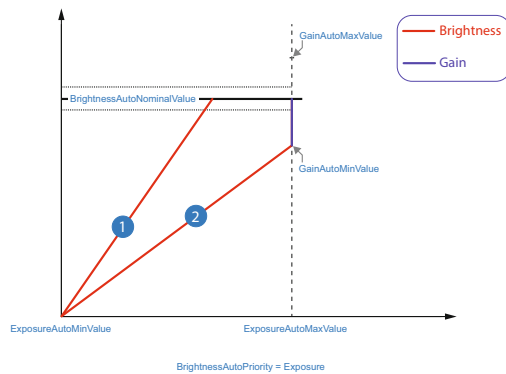 Brightness
GainAutoMaxValue
Gain
BrightnessAutoNominalValue
GainAutoMinValue
1
2
ExposureAutoMinValue
ExposureAutoMaxValue
BrightnessAutoPriority = Exposure